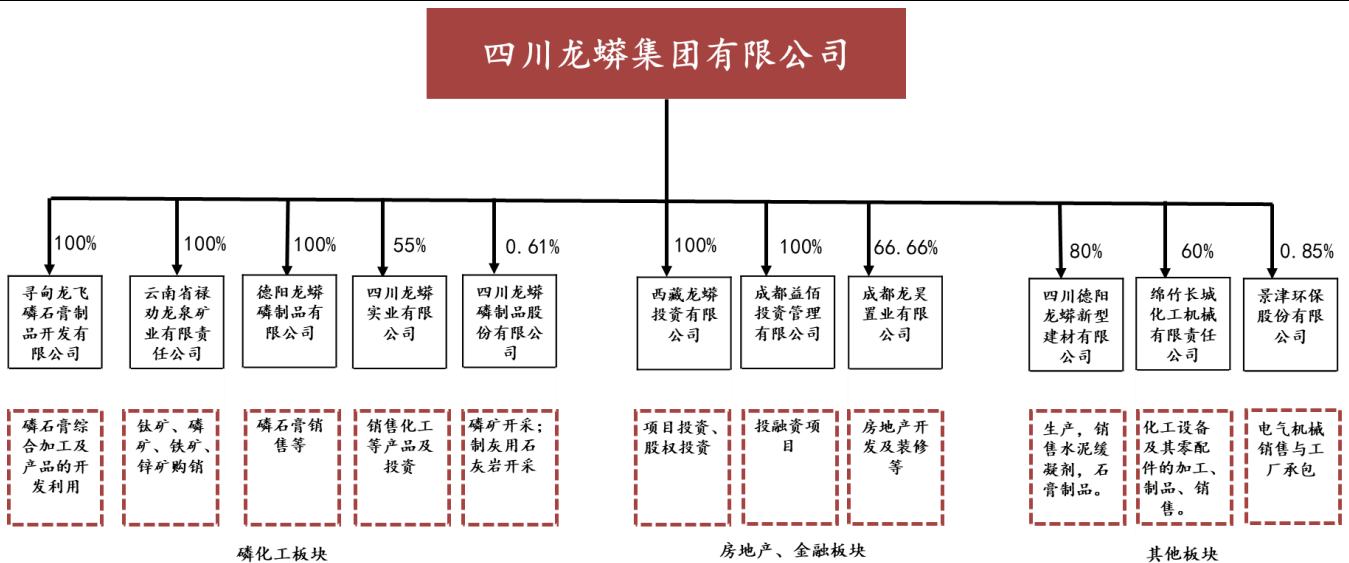 四川龙蟒集团有限公司
100%
100%
100%
55%
0.61%
100%
100%
66.66%
80%
60%
0.85%
寻甸龙飞
磷石膏制
品开发有
限公司
云南省禄
劝龙泉矿
业有限责
任公司
德阳龙蟒
磷制品有
限公司
四川龙蟒
实业有限
公司
四川龙蟒
磷制品股
份有限公
司
西藏龙蟒
投资有限
公司
成都益佰
投资管理
有限公司
成都龙昊
置业有限
公司
四川德阳
龙蟒新型
建材有限
公司
绵竹长城
化工机械
有限责任
公司
景津环保
股份有限
公司
磷石膏综
合加工及
产品的开
发利用
钛矿、磷
矿、铁矿、
锌矿购销
磷石膏销
售等
销售化工
等产品及
投资
磷矿开采；
制灰用石
灰岩开采
项目投资、
股权投资
投融资项
目
房地产开
发及装修
等
生产，销
售水泥缓
凝剂，石
膏制品。
化工设备
及其零配
件的加工、
制品、销
售。
电气机械
销售与工
厂承包
磷化工板块
房地产、金融板块
其他板块